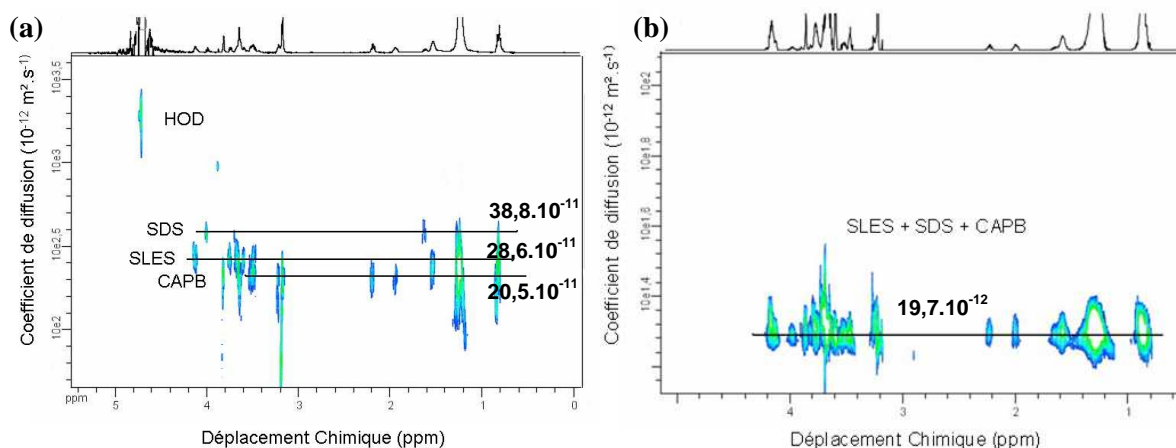 (a)
Coefficient de diffusion (10⁻¹² m².s⁻¹)
10e3,5
10e3
10e2,5
10e2
HOD
SDS
SLES
CAPB
38,8.10⁻¹¹
28,6.10⁻¹¹
20,5.10⁻¹¹
ppm 5 4 3 2 1 0
Déplacement Chimique (ppm)
(b)
Coefficient de diffusion (10⁻¹² m².s⁻¹)
10e2
10e1,8
10e1,6
10e1,4
SLES + SDS + CAPB
19,7.10⁻¹²
4 3 2 1
Déplacement Chimique (ppm)